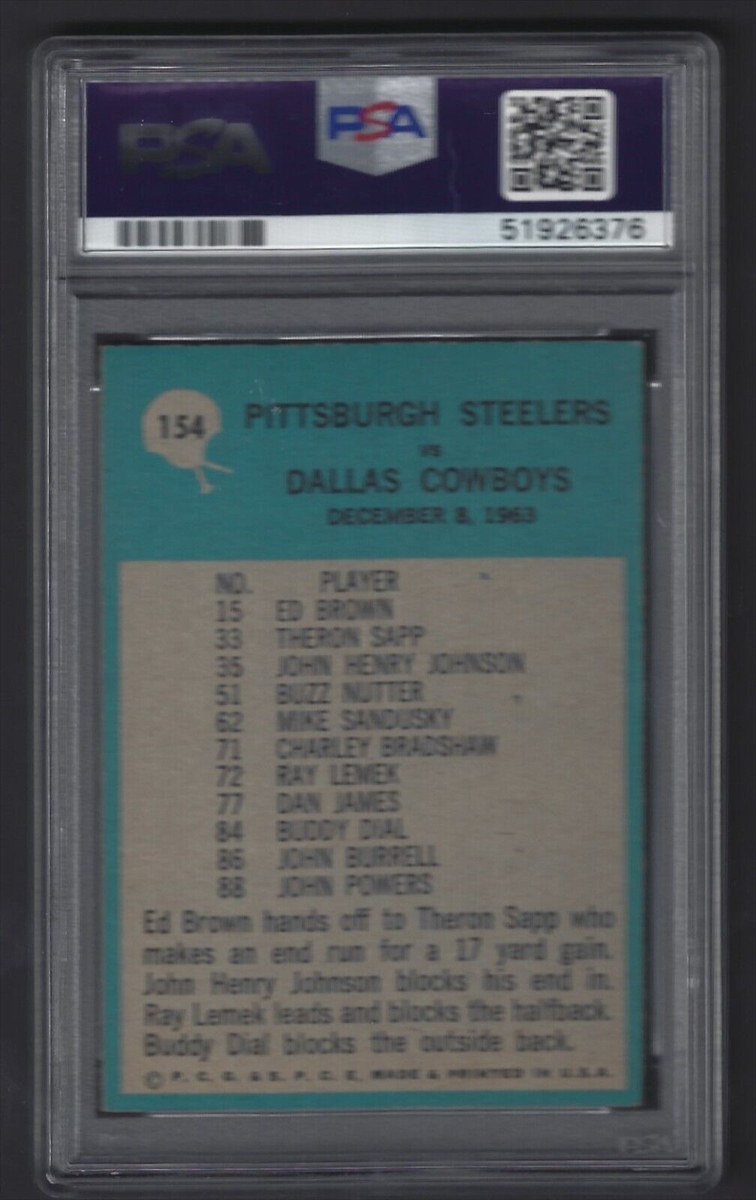 PSA
PSA
51926376
154
PITTSBURGH STEELERS
VS
DALLAS COWBOYS
DECEMBER 8, 1963
NO. PLAYER
15 ED BROWN
33 THERON SAPP
35 JOHN HENRY JOHNSON
51 BUZZ NUTTER
62 MIKE SANDUSKY
71 CHARLEY BRADSHAW
72 RAY LEMEK
77 DAN JAMES
84 BUDDY DIAL
86 JOHN BURRELL
88 JOHN POWERS
Ed Brown hands off to Theron Sapp who
makes an end run for a 17 yard gain.
John Henry Johnson blocks his end in.
Ray Lemek leads and blocks the halfback.
Buddy Dial blocks the outside back.
© P. C. G. & S. P. C. E. MADE & PRINTED IN U.S.A.
PSA